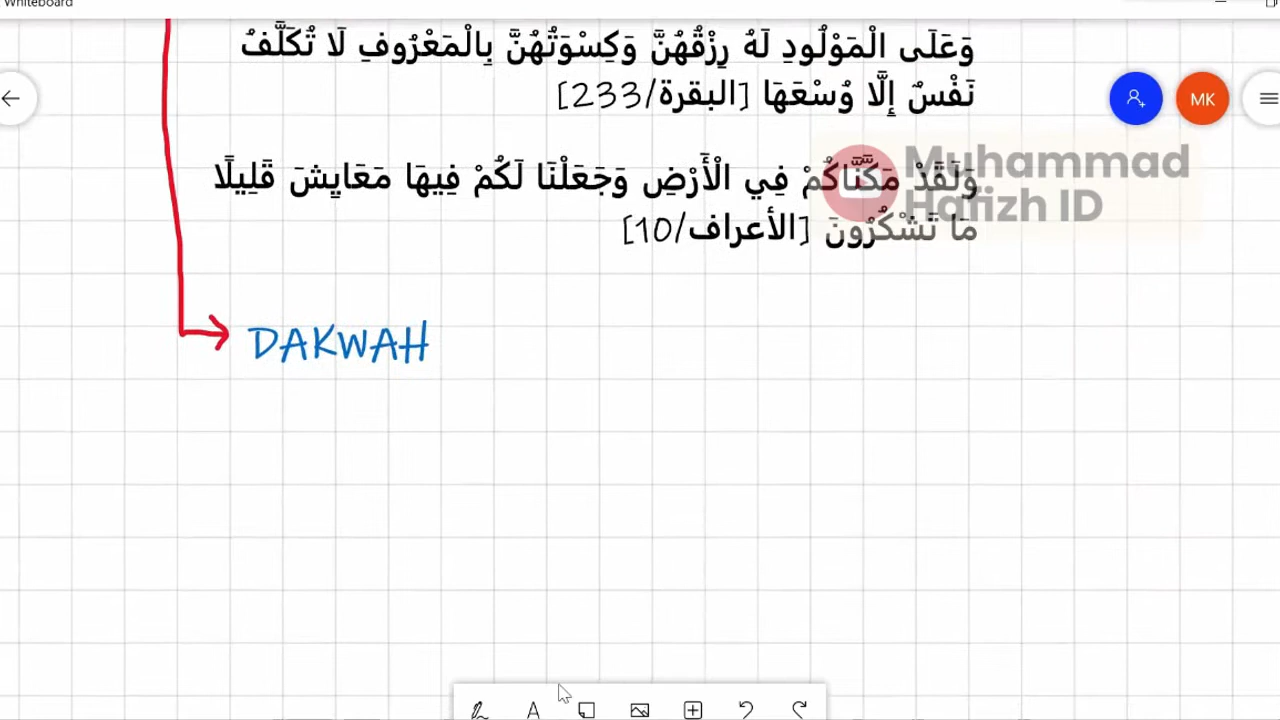 Whiteboard
وَعَلَى الْمَوْلُودِ لَهُ رِزْقُهُنَّ وَكِسْوَتُهُنَّ بِالْمَعْرُوفِ لَا تُكَلَّفُ
نَفْسٌ إِلَّا وُسْعَهَا [البقرة/233]
MK
وَلَقَدْ مَكَّنَّاكُمْ فِي الْأَرْضِ وَجَعَلْنَا لَكُمْ فِيهَا مَعَايِشَ قَلِيلًا
مَا تَشْكُرُونَ [الأعراف/10]
Muhammad
Hafizh ID
DAKWAH